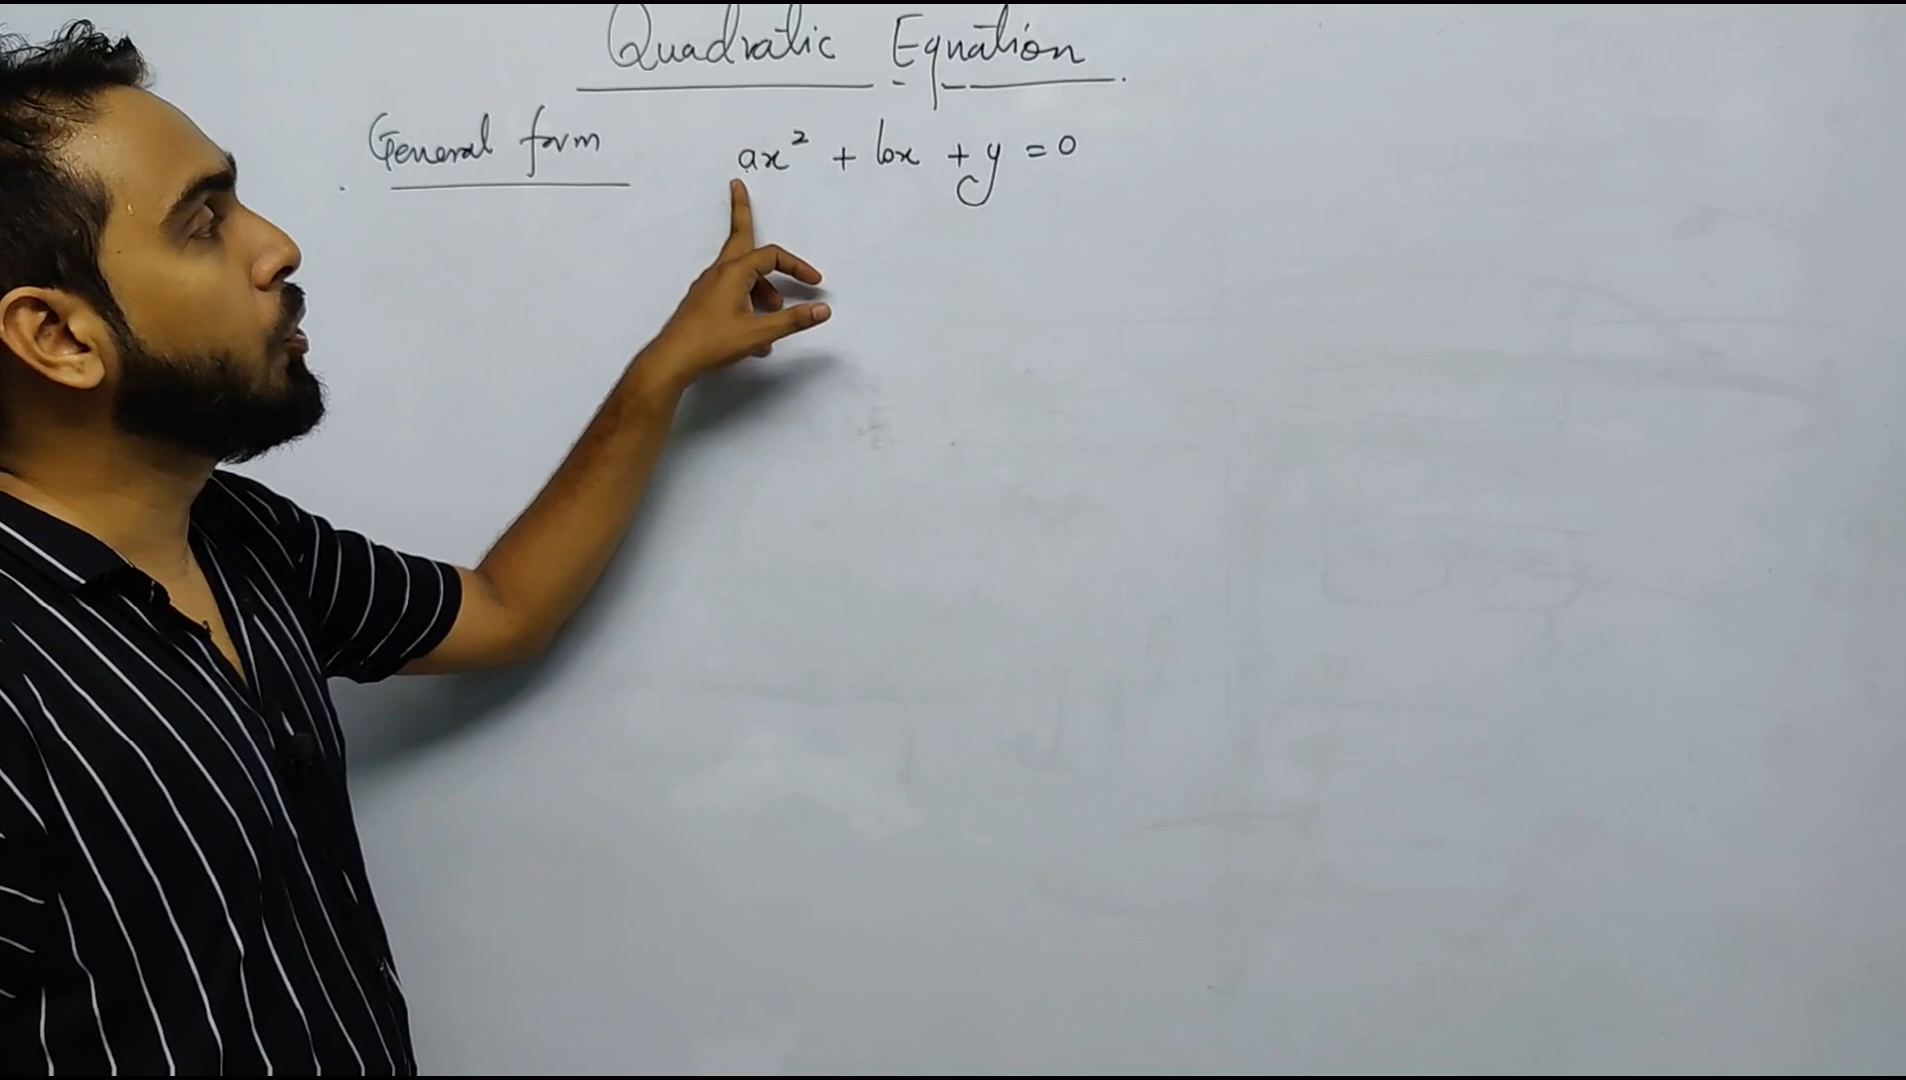 Quadratic Equation
General form ax² + bx + y = 0